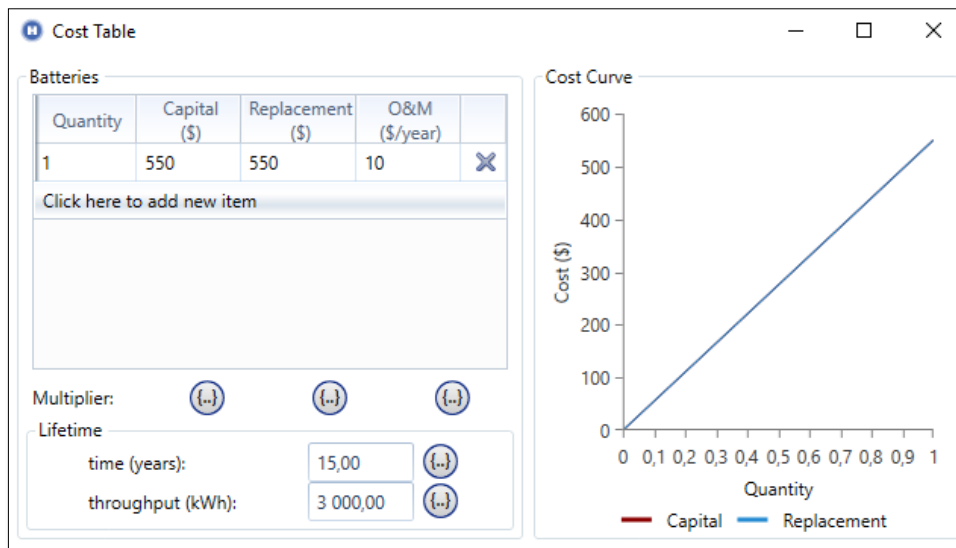 Cost Table
Batteries
Quantity Capital ($) Replacement ($) O&M ($/year)
1 550 550 10
Click here to add new item
Multiplier: {..} {..} {..}
Lifetime
time (years): 15,00 {..}
throughput (kWh): 3 000,00 {..}
Cost Curve
Cost ($)
600
500
400
300
200
100
0
0 0,1 0,2 0,3 0,4 0,5 0,6 0,7 0,8 0,9 1
Quantity
Capital Replacement